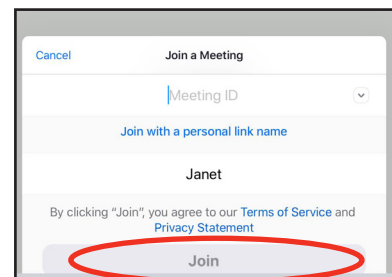 Cancel Join a Meeting
Meeting ID
Join with a personal link name
Janet
By clicking “Join”, you agree to our Terms of Service and
Privacy Statement
Join